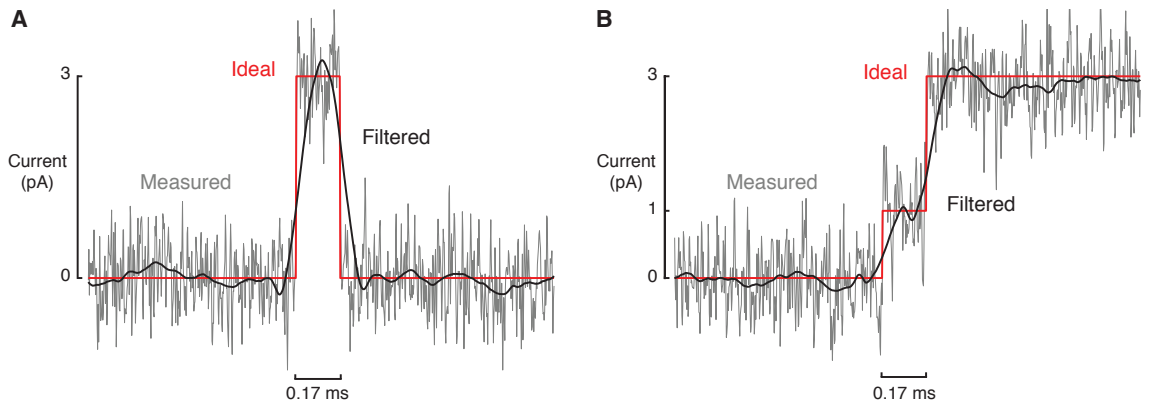 A
3
Ideal
Filtered
Current
(pA)
Measured
0
0.17 ms
B
3
Ideal
Current
(pA)
Measured
1
Filtered
0
0.17 ms